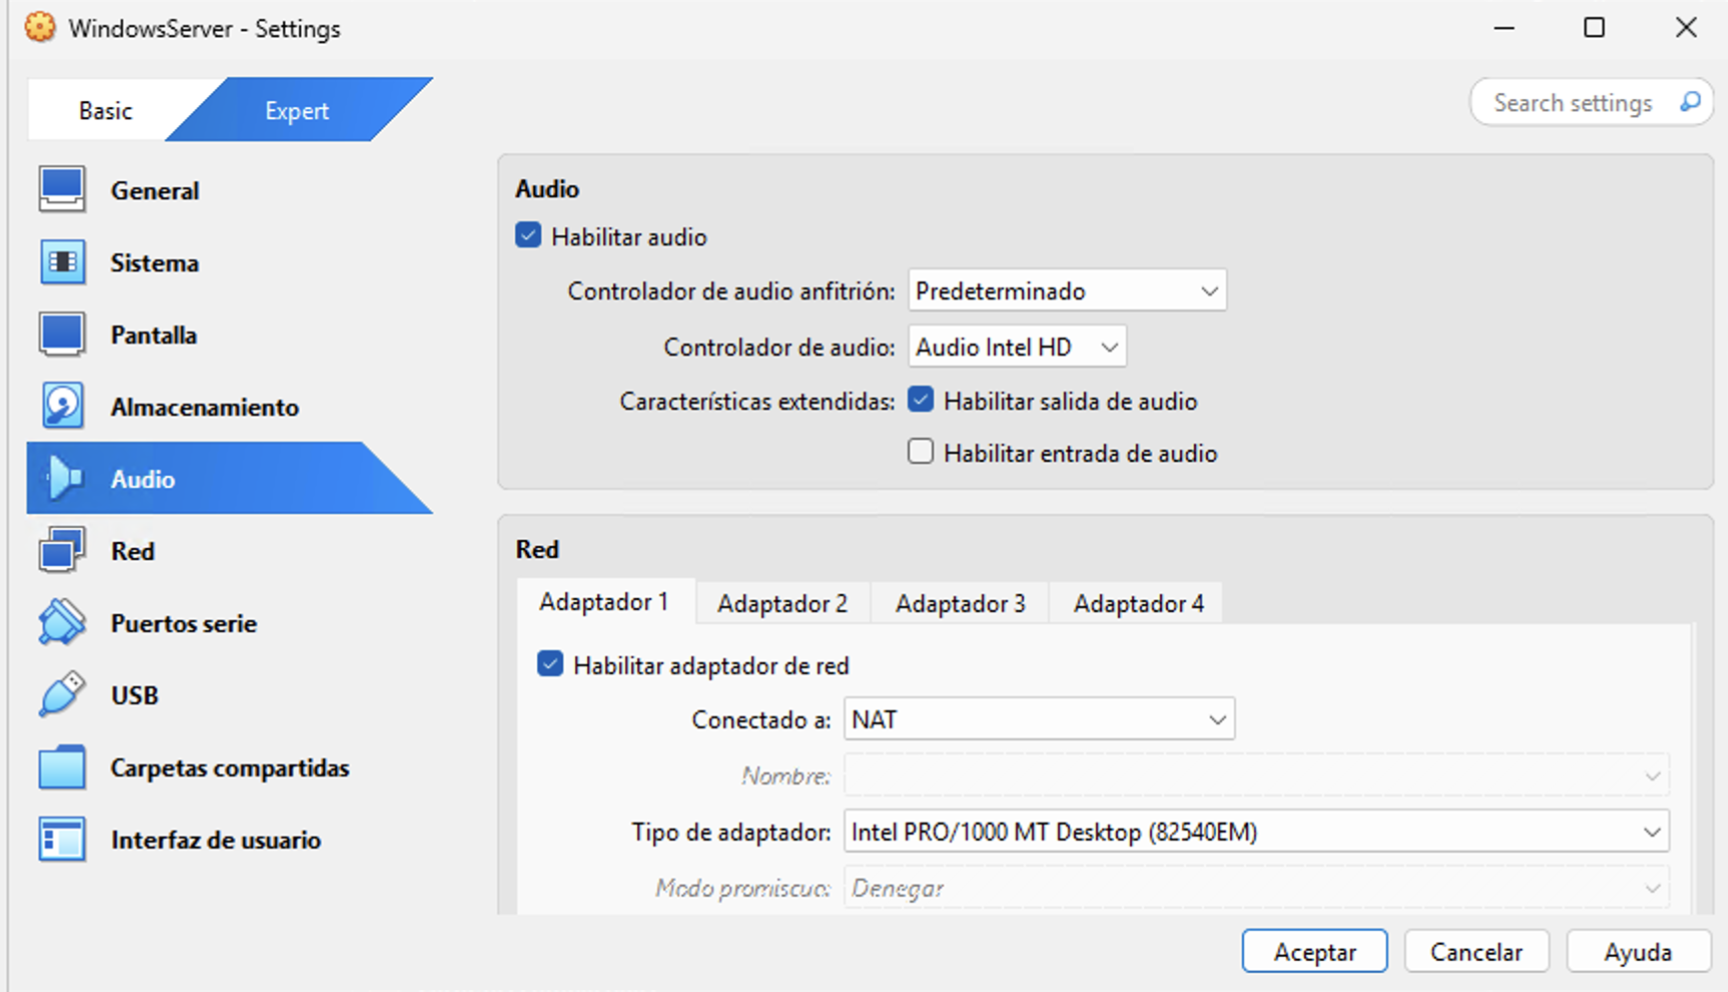 WindowsServer - Settings
Basic
Expert
Search settings
General
Sistema
Pantalla
Almacenamiento
Audio
Red
Puertos serie
USB
Carpetas compartidas
Interfaz de usuario
Audio
Habilitar audio
Controlador de audio anfitrión: Predeterminado
Controlador de audio: Audio Intel HD
Características extendidas: Habilitar salida de audio
Habilitar entrada de audio
Red
Adaptador 1 Adaptador 2 Adaptador 3 Adaptador 4
Habilitar adaptador de red
Conectado a: NAT
Nombre:
Tipo de adaptador: Intel PRO/1000 MT Desktop (82540EM)
Modo promiscuo: Denegar
Aceptar Cancelar Ayuda